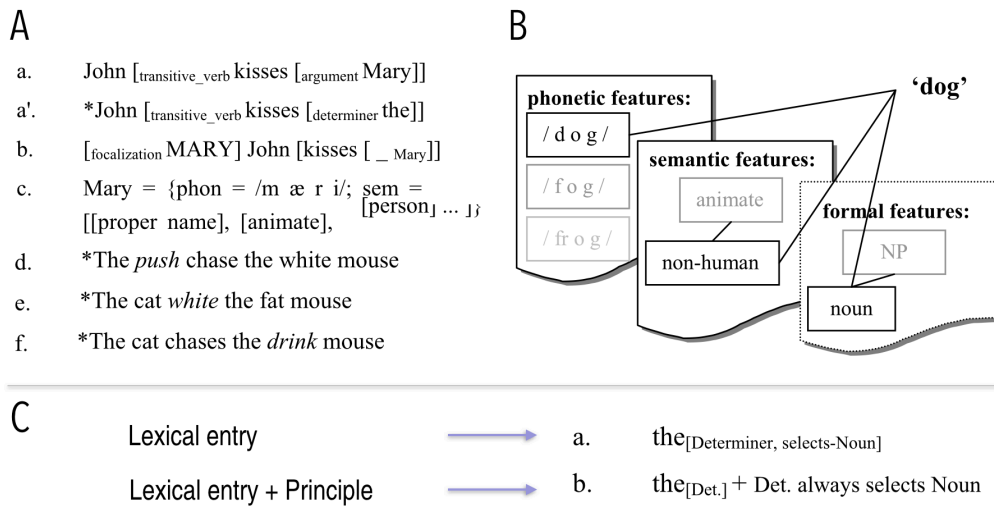 A
a. John [transitive_verb kisses [argument Mary]]
a'. *John [transitive_verb kisses [determiner the]]
b. [focalization MARY] John [kisses [ _ Mary]]
c. Mary = {phon = /m æ r i/; sem =
[[proper name], [animate], [person] ... ]}
d. *The push chase the white mouse
e. *The cat white the fat mouse
f. *The cat chases the drink mouse
B
'dog'
phonetic features:
/ d o g /
/ f o g /
/ fr o g /
semantic features:
animate
non-human
formal features:
NP
noun
C
Lexical entry a. the[Determiner, selects-Noun]
Lexical entry + Principle b. the[Det.] + Det. always selects Noun